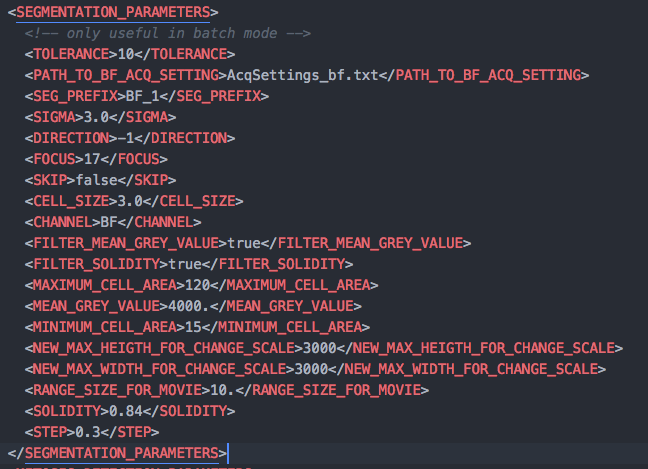 <SEGMENTATION_PARAMETERS>
<!-- only useful in batch mode -->
<TOLERANCE>10</TOLERANCE>
<PATH_TO_BF_ACQ_SETTING>AcqSettings_bf.txt</PATH_TO_BF_ACQ_SETTING>
<SEG_PREFIX>BF_1</SEG_PREFIX>
<SIGMA>3.0</SIGMA>
<DIRECTION>-1</DIRECTION>
<FOCUS>17</FOCUS>
<SKIP>false</SKIP>
<CELL_SIZE>3.0</CELL_SIZE>
<CHANNEL>BF</CHANNEL>
<FILTER_MEAN_GREY_VALUE>true</FILTER_MEAN_GREY_VALUE>
<FILTER_SOLIDITY>true</FILTER_SOLIDITY>
<MAXIMUM_CELL_AREA>120</MAXIMUM_CELL_AREA>
<MEAN_GREY_VALUE>4000.</MEAN_GREY_VALUE>
<MINIMUM_CELL_AREA>15</MINIMUM_CELL_AREA>
<NEW_MAX_HEIGTH_FOR_CHANGE_SCALE>3000</NEW_MAX_HEIGTH_FOR_CHANGE_SCALE>
<NEW_MAX_WIDTH_FOR_CHANGE_SCALE>3000</NEW_MAX_WIDTH_FOR_CHANGE_SCALE>
<RANGE_SIZE_FOR_MOVIE>10.</RANGE_SIZE_FOR_MOVIE>
<SOLIDITY>0.84</SOLIDITY>
<STEP>0.3</STEP>
</SEGMENTATION_PARAMETERS>